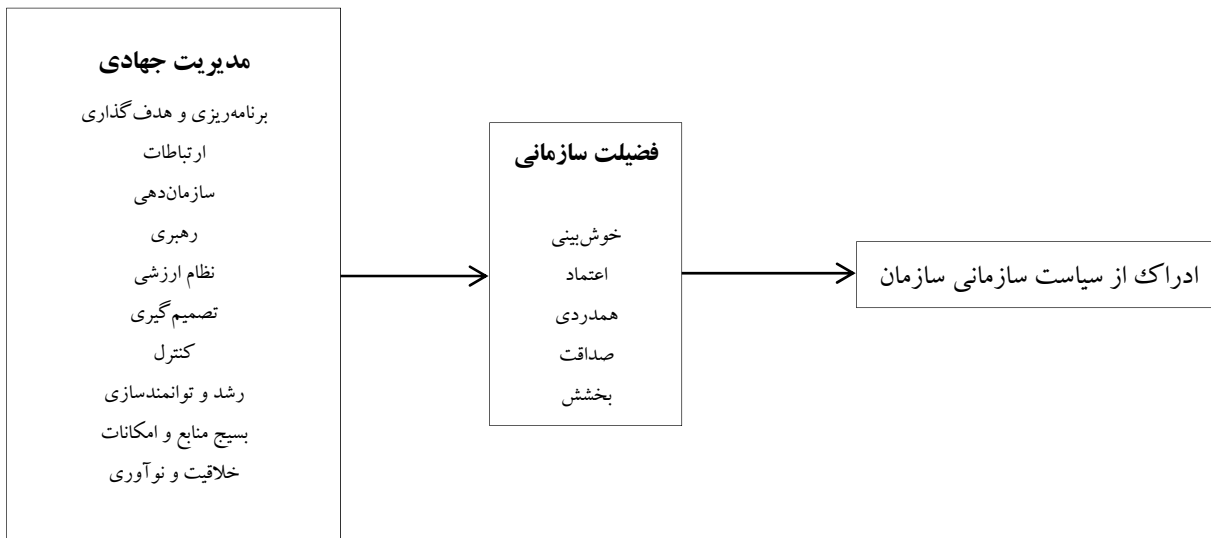 مدیریت جهادی
برنامه‌ریزی و هدف‌گذاری
ارتباطات
سازمان‌دهی
رهبری
نظام ارزشی
تصمیم‌گیری
کنترل
رشد و توانمندسازی
بسیج منابع و امکانات
خلاقیت و نوآوری
فضیلت سازمانی
خوش‌بینی
اعتماد
همدردی
صداقت
بخشش
ادراک از سیاست سازمانی سازمان